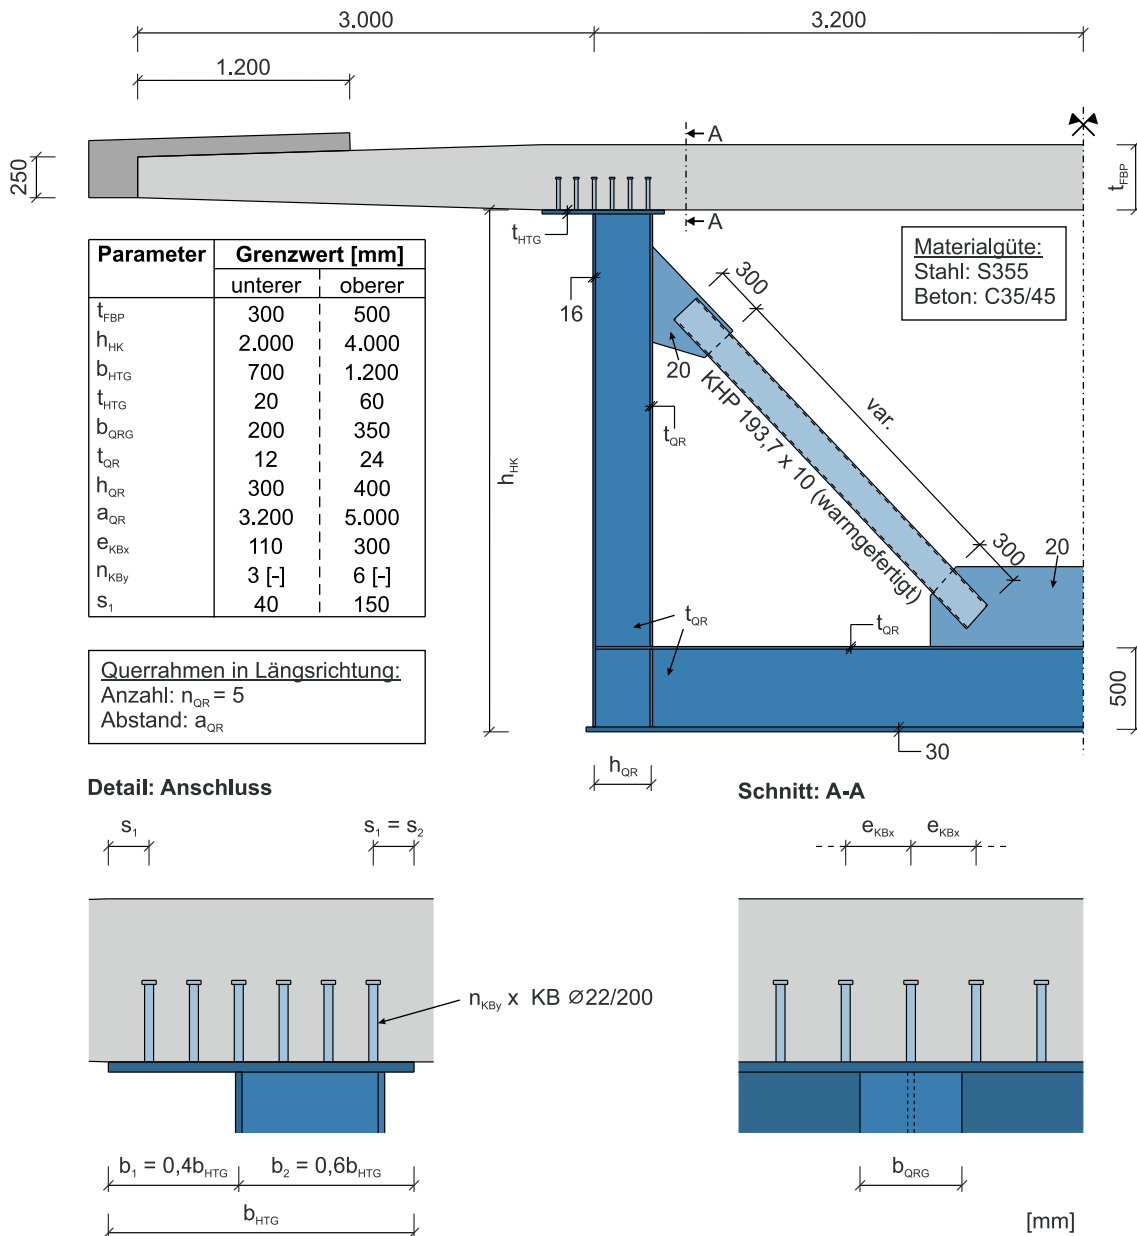 3.000
3.200
1.200
A
250
t_FBP
A
t_HTG
Parameter Grenzwert [mm]
unterer oberer
t_FBP 300 500
h_HK 2.000 4.000
b_HTG 700 1.200
t_HTG 20 60
b_QRG 200 350
t_QR 12 24
h_QR 300 400
a_QR 3.200 5.000
e_KBx 110 300
n_KBy 3 [-] 6 [-]
s_1 40 150
Materialgüte:
Stahl: S355
Beton: C35/45
300
16
20
KHP 193,7 x 10 (warmgefertigt)
var.
t_QR
h_HK
300
20
t_QR
t_QR
Querrahmen in Längsrichtung:
Anzahl: n_QR = 5
Abstand: a_QR
500
30
h_QR
Detail: Anschluss
Schnitt: A-A
s_1
s_1 = s_2
e_KBx
e_KBx
n_KBy x KB Ø22/200
b_1 = 0,4b_HTG
b_2 = 0,6b_HTG
b_HTG
b_QRG
[mm]